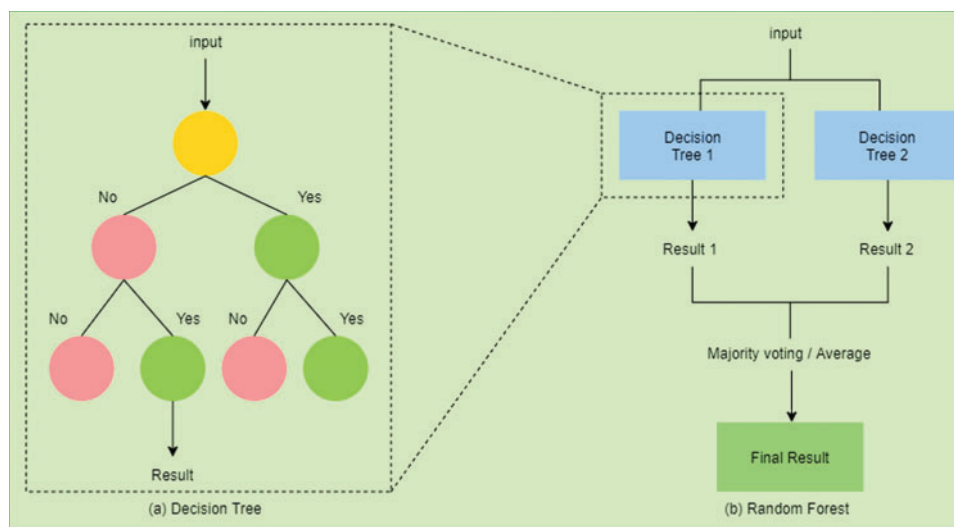 input
No
Yes
No
Yes
No
Yes
Result
(a) Decision Tree
input
Decision
Tree 1
Decision
Tree 2
Result 1
Result 2
Majority voting / Average
Final Result
(b) Random Forest